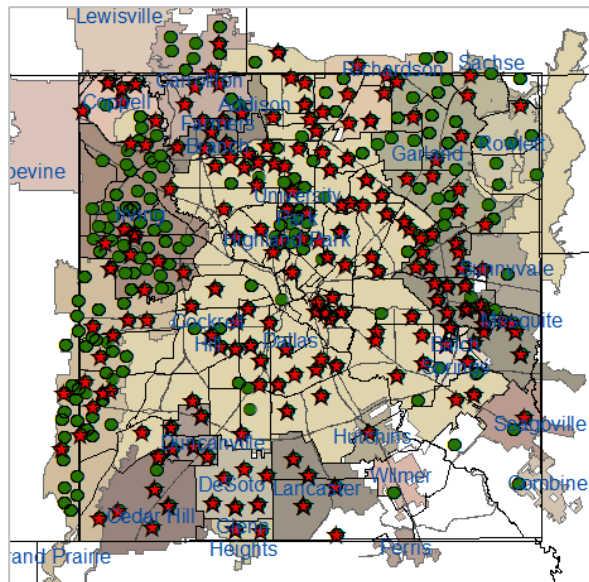 Lewisville
Richardson
Sachse
Carrollton
Coppell
Addison
Farmers
Branch
Garland
Rowlett
pevine
University
Park
Irving
Highland Park
Sunnyvale
Cockrell
Hill
Dallas
Mesquite
Balch
Springs
Seagoville
Duncanville
Hutchins
DeSoto
Lancaster
Wilmer
Combine
Cedar Hill
Glenn
Heights
Ferris
rand Prairie